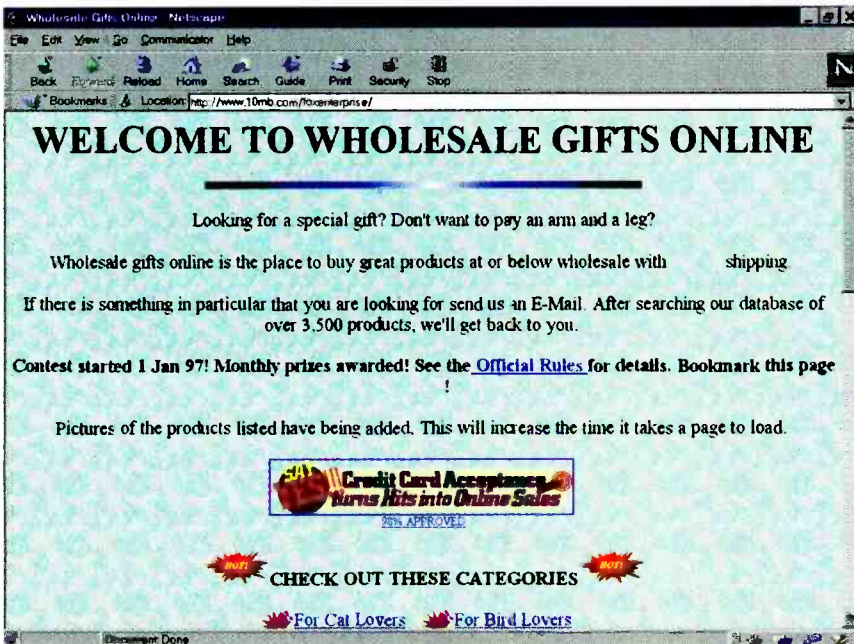 Wholesale Gifts Online - Netscape
File Edit View Go Communicator Help
Back Forward Reload Home Search Guide Print Security Stop
N
Bookmarks Location: http://www.10mb.com/foxenterprise/
WELCOME TO WHOLESALE GIFTS ONLINE
Looking for a special gift? Don't want to pay an arm and a leg?
Wholesale gifts online is the place to buy great products at or below wholesale with shipping
If there is something in particular that you are looking for send us an E-Mail. After searching our database of
over 3,500 products, we'll get back to you.
Contest started 1 Jan 97! Monthly prizes awarded! See the Official Rules for details. Bookmark this page
!
Pictures of the products listed have being added. This will increase the time it takes a page to load.
SAY YES Credit Card Acceptance
turns Hits into Online Sales
98% APPROVED
HOT! CHECK OUT THESE CATEGORIES HOT!
For Cat Lovers For Bird Lovers
Document Done